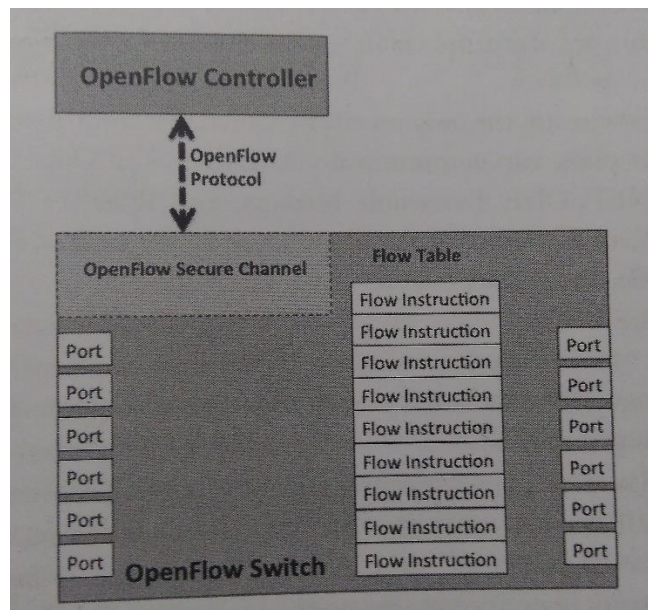 OpenFlow Controller
OpenFlow
Protocol
OpenFlow Secure Channel
Flow Table
Flow Instruction
Flow Instruction
Flow Instruction
Flow Instruction
Flow Instruction
Flow Instruction
Flow Instruction
Flow Instruction
Flow Instruction
Port
Port
Port
Port
Port
Port
Port
Port
Port
Port
Port
Port
OpenFlow Switch